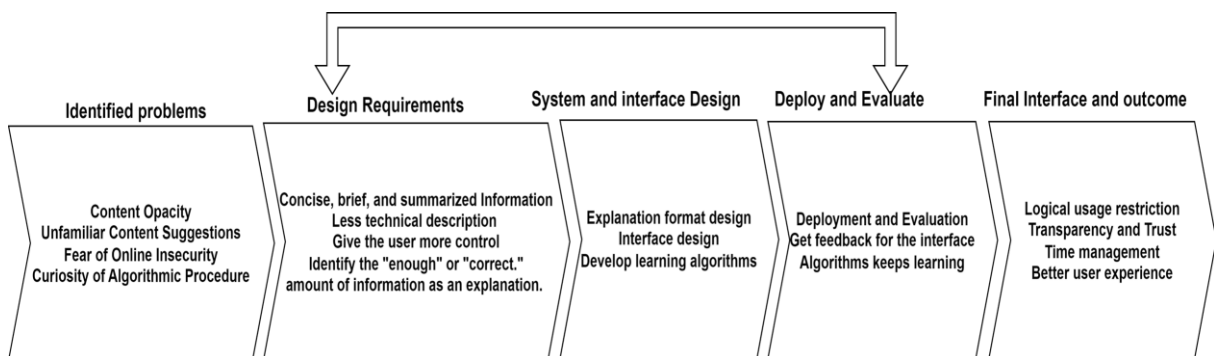 Identified problems
Content Opacity
Unfamiliar Content Suggestions
Fear of Online Insecurity
Curiosity of Algorithmic Procedure
Design Requirements
Concise, brief, and summarized Information
Less technical description
Give the user more control
Identify the "enough" or "correct."
amount of information as an explanation.
System and interface Design
Explanation format design
Interface design
Develop learning algorithms
Deploy and Evaluate
Deployment and Evaluation
Get feedback for the interface
Algorithms keeps learning
Final Interface and outcome
Logical usage restriction
Transparency and Trust
Time management
Better user experience